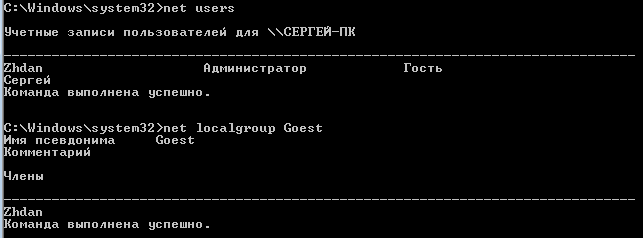 C:\Windows\system32>net users
Учетные записи пользователей для \\СЕРГЕЙ-ПК
-------------------------------------------------------------------------------
Zhdan Администратор Гость
Сергей
Команда выполнена успешно.
C:\Windows\system32>net localgroup Goest
Имя псевдонима Goest
Комментарий
Члены
-------------------------------------------------------------------------------
Zhdan
Команда выполнена успешно.